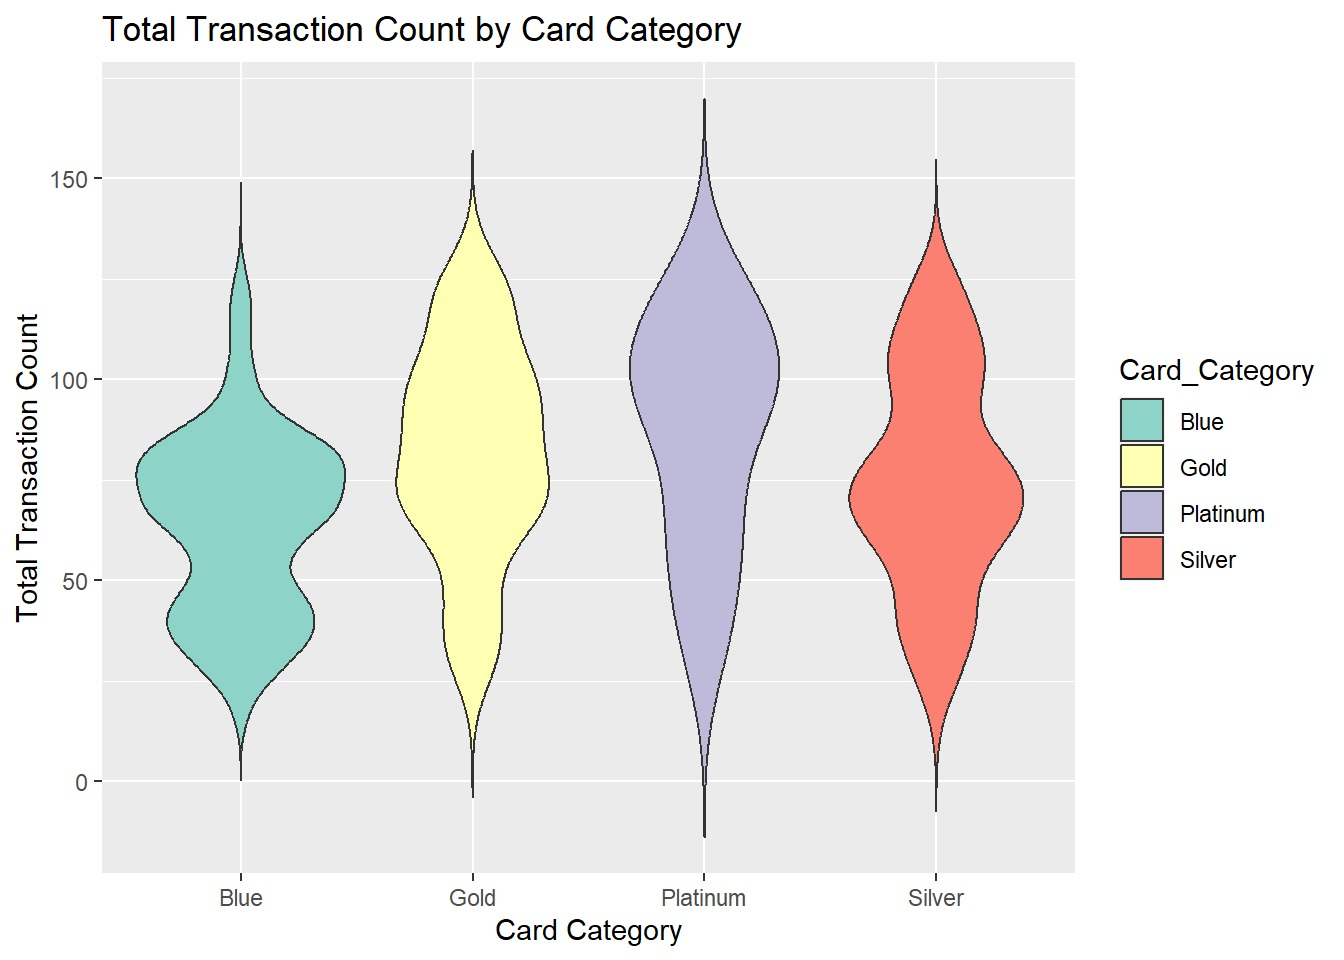 Total Transaction Count by Card Category
Total Transaction Count
150
100
50
0
Blue
Gold
Platinum
Silver
Card Category
Card_Category
Blue
Gold
Platinum
Silver